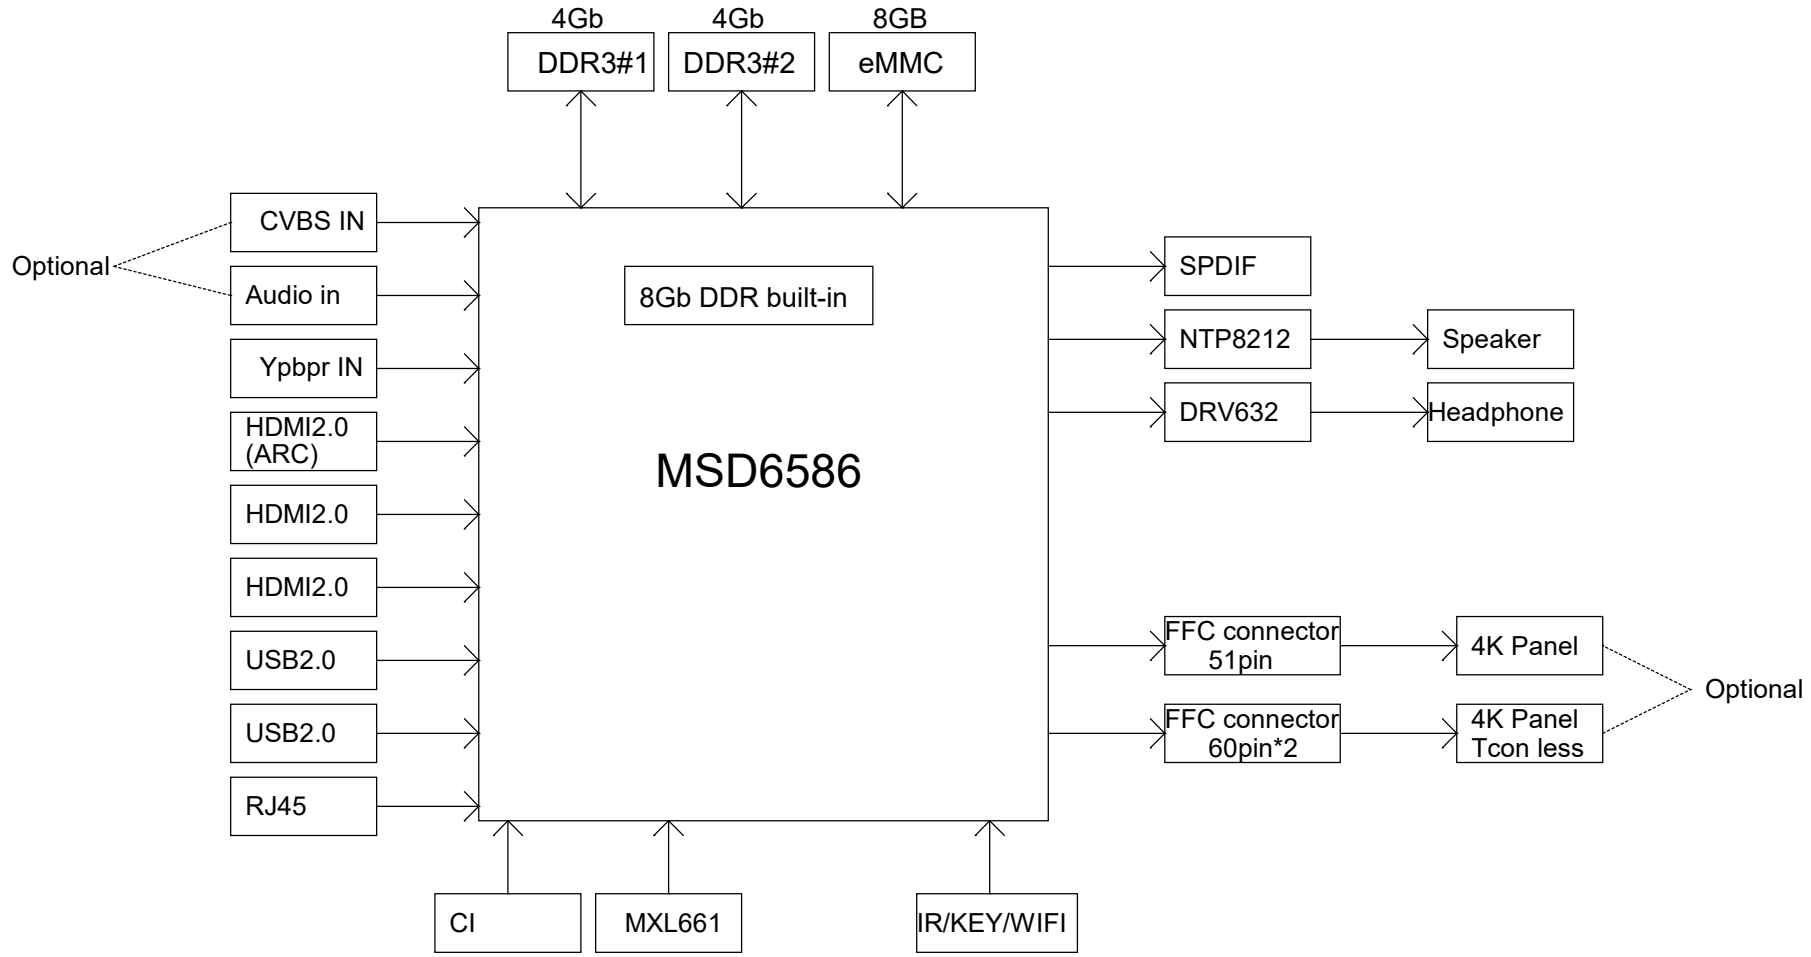 4Gb
4Gb
8GB
DDR3#1
DDR3#2
eMMC
Optional
CVBS IN
Audio in
Ypbpr IN
HDMI2.0
(ARC)
HDMI2.0
HDMI2.0
USB2.0
USB2.0
RJ45
8Gb DDR built-in
MSD6586
SPDIF
NTP8212
Speaker
DRV632
Headphone
FFC connector
51pin
4K Panel
FFC connector
60pin*2
4K Panel
Tcon less
Optional
CI
MXL661
IR/KEY/WIFI